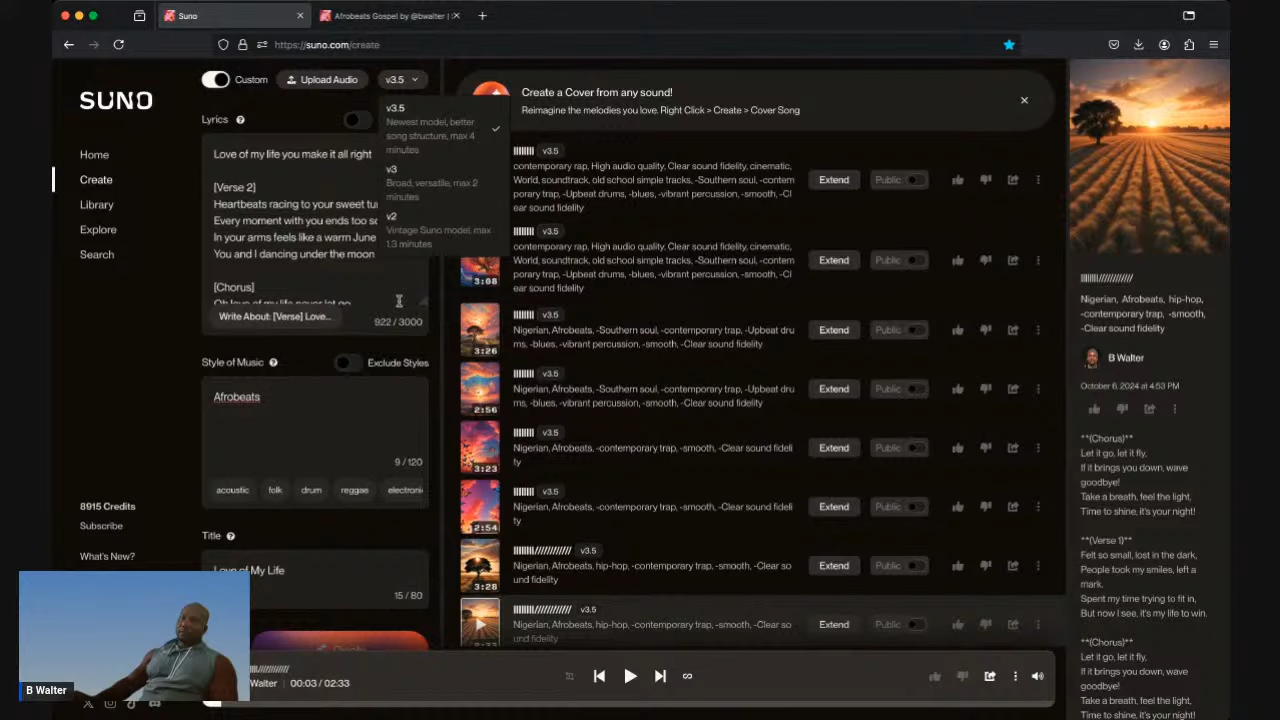 Suno
Afrobeats Gospel by @bwalter |
https://suno.com/create
SUNO
Home
Create
Library
Explore
Search
8915 Credits
Subscribe
What's New?
Custom
Upload Audio
v3.5
v3.5
Newest model, better
song structure, max 4
minutes
v3
Broad, versatile, max 2
minutes
v2
Vintage Suno model, max
1.3 minutes
Lyrics
Love of my life you make it all right
[Verse 2]
Heartbeats racing to your sweet
Every moment with you ends too
In your arms feels like a warm June
You and I dancing under the moon
[Chorus]
Oh love of my life never let go
Write About: [Verse] Love...
922 / 3000
Style of Music
Exclude Styles
Afrobeats
9 / 120
acoustic
folk
drum
reggae
electroni
Title
Love of My Life
15 / 80
Create
Create a Cover from any sound!
Reimagine the melodies you love. Right Click > Create > Cover Song
v3.5
contemporary rap, High audio quality, Clear sound fidelity, cinematic,
World, soundtrack, old school simple tracks, -Southern soul, -contem
porary trap, -Upbeat drums, -blues, -vibrant percussion, -smooth, -Cl
ear sound fidelity
Extend
Public
v3.5
contemporary rap, High audio quality, Clear sound fidelity, cinematic,
World, soundtrack, old school simple tracks, -Southern soul, -contem
porary trap, -Upbeat drums, -blues, -vibrant percussion, -smooth, -Cl
ear sound fidelity
3:08
Extend
Public
v3.5
Nigerian, Afrobeats, -Southern soul, -contemporary trap, -Upbeat dru
ms, -blues, -vibrant percussion, -smooth, -Clear sound fidelity
3:26
Extend
Public
v3.5
Nigerian, Afrobeats, -Southern soul, -contemporary trap, -Upbeat dru
ms, -blues, -vibrant percussion, -smooth, -Clear sound fidelity
2:56
Extend
Public
v3.5
Nigerian, Afrobeats, -contemporary trap, -smooth, -Clear sound fideli
ty
3:23
Extend
Public
v3.5
Nigerian, Afrobeats, -contemporary trap, -smooth, -Clear sound fideli
ty
2:54
Extend
Public
v3.5
Nigerian, Afrobeats, hip-hop, -contemporary trap, -smooth, -Clear so
und fidelity
3:28
Extend
Public
v3.5
Nigerian, Afrobeats, hip-hop, -contemporary trap, -smooth, -Clear so
und fidelity
Extend
Public
Nigerian, Afrobeats, hip-hop,
-contemporary trap, -smooth,
-Clear sound fidelity
B Walter
October 6, 2024 at 4:53 PM
**(Chorus)**
Let it go, let it fly,
If it brings you down, wave
goodbye!
Take a breath, feel the light,
Time to shine, it's your night!
**(Verse 1)**
Felt so small, lost in the dark,
People took my smiles, left a
mark.
Spent my time trying to fit in,
But now I see, it's my life to win.
**(Chorus)**
Let it go, let it fly,
If it brings you down, wave
goodbye!
Take a breath, feel the light,
Time to shine, it's your night!
B Walter
Walter
00:03 / 02:33